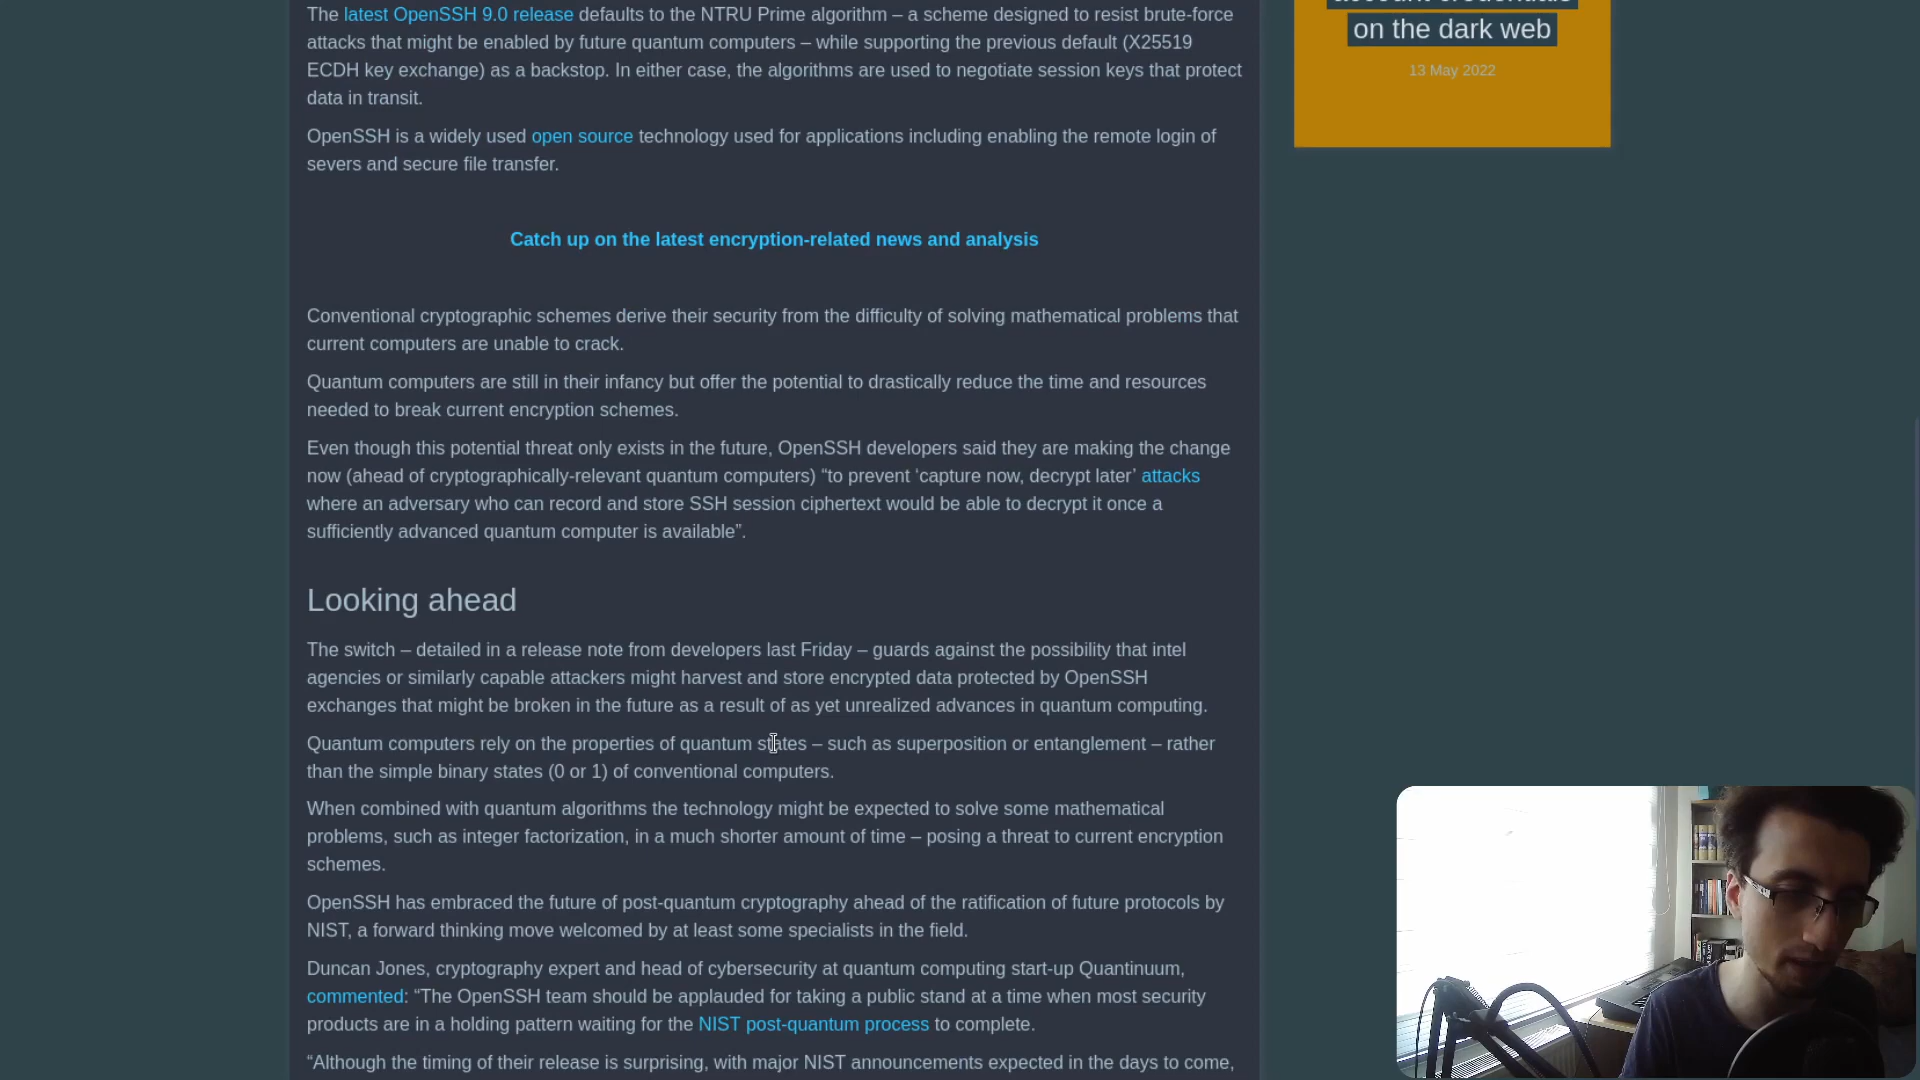 The latest OpenSSH 9.0 release defaults to the NTRU Prime algorithm – a scheme designed to resist brute-force
attacks that might be enabled by future quantum computers – while supporting the previous default (X25519
ECDH key exchange) as a backstop. In either case, the algorithms are used to negotiate session keys that protect
data in transit.
OpenSSH is a widely used open source technology used for applications including enabling the remote login of
severs and secure file transfer.
Catch up on the latest encryption-related news and analysis
Conventional cryptographic schemes derive their security from the difficulty of solving mathematical problems that
current computers are unable to crack.
Quantum computers are still in their infancy but offer the potential to drastically reduce the time and resources
needed to break current encryption schemes.
Even though this potential threat only exists in the future, OpenSSH developers said they are making the change
now (ahead of cryptographically-relevant quantum computers) “to prevent ‘capture now, decrypt later’ attacks
where an adversary who can record and store SSH session ciphertext would be able to decrypt it once a
sufficiently advanced quantum computer is available”.
Looking ahead
The switch – detailed in a release note from developers last Friday – guards against the possibility that intel
agencies or similarly capable attackers might harvest and store encrypted data protected by OpenSSH
exchanges that might be broken in the future as a result of as yet unrealized advances in quantum computing.
Quantum computers rely on the properties of quantum states – such as superposition or entanglement – rather
than the simple binary states (0 or 1) of conventional computers.
When combined with quantum algorithms the technology might be expected to solve some mathematical
problems, such as integer factorization, in a much shorter amount of time – posing a threat to current encryption
schemes.
OpenSSH has embraced the future of post-quantum cryptography ahead of the ratification of future protocols by
NIST, a forward thinking move welcomed by at least some specialists in the field.
Duncan Jones, cryptography expert and head of cybersecurity at quantum computing start-up Quantinuum,
commented: “The OpenSSH team should be applauded for taking a public stand at a time when most security
products are in a holding pattern waiting for the NIST post-quantum process to complete.
“Although the timing of their release is surprising, with major NIST announcements expected in the days to come,
account credentials
on the dark web
13 May 2022